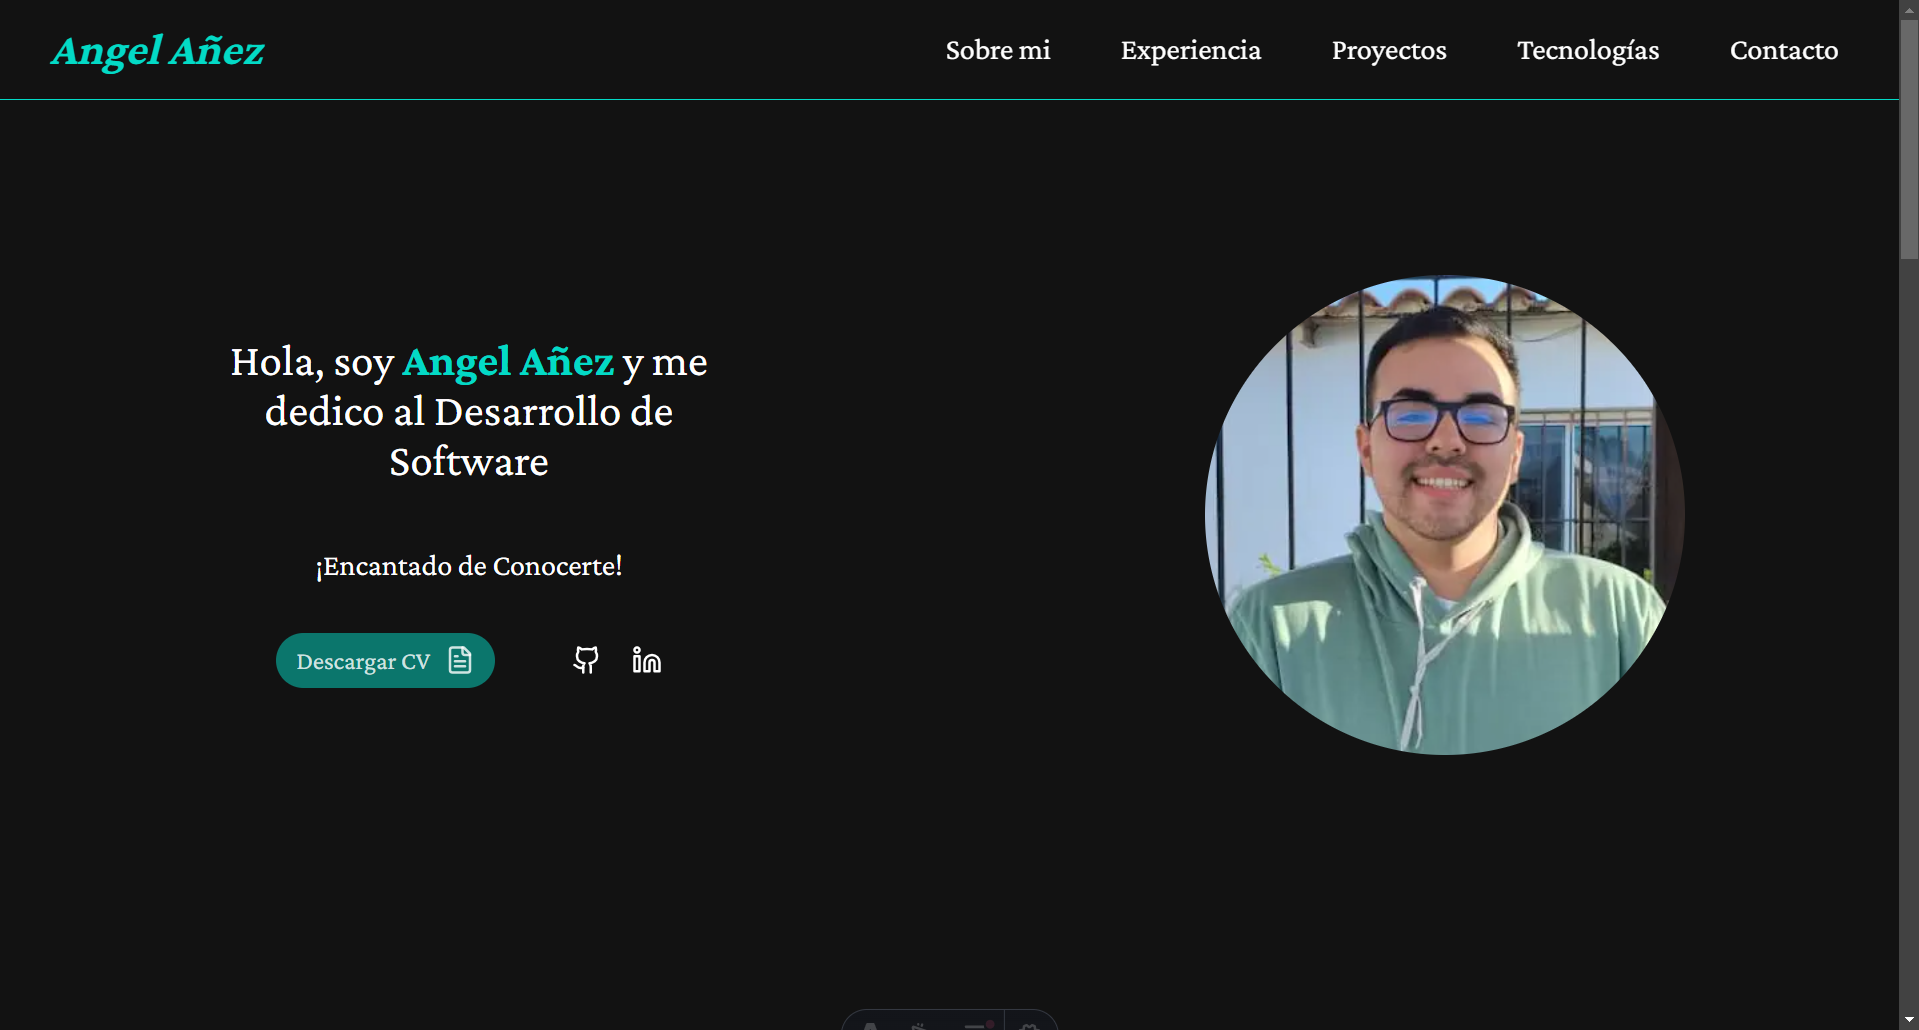 Angel Añez
Sobre mi
Experiencia
Proyectos
Tecnologías
Contacto
Hola, soy Angel Añez y me
dedico al Desarrollo de
Software
¡Encantado de Conocerte!
Descargar CV
in